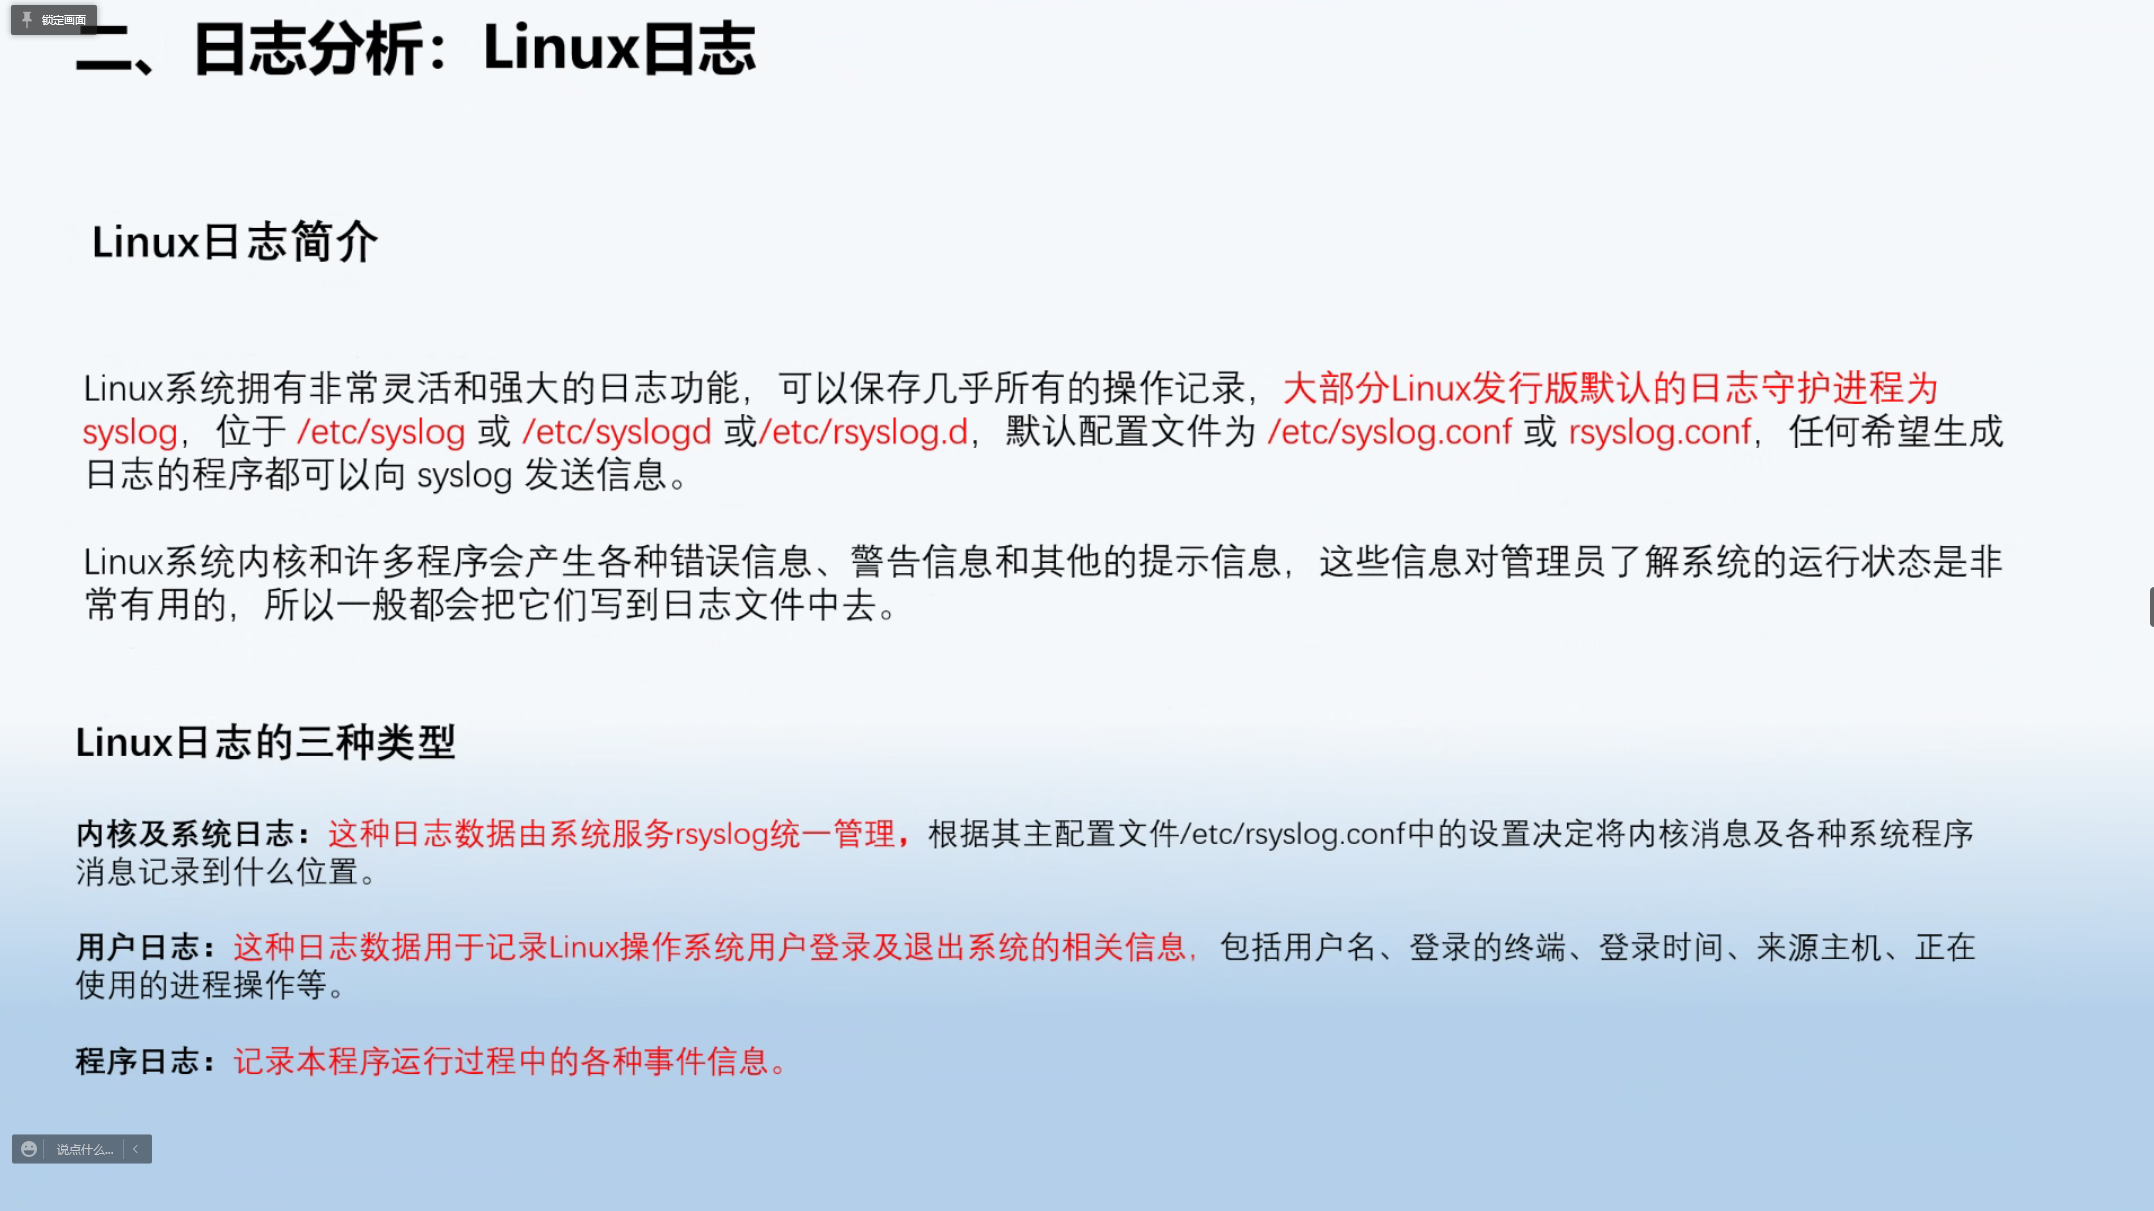 锁定画面
二、日志分析：Linux日志
Linux日志简介
Linux系统拥有非常灵活和强大的日志功能，可以保存几乎所有的操作记录，大部分Linux发行版默认的日志守护进程为
syslog，位于 /etc/syslog 或 /etc/syslogd 或/etc/rsyslog.d，默认配置文件为 /etc/syslog.conf 或 rsyslog.conf，任何希望生成
日志的程序都可以向 syslog 发送信息。
Linux系统内核和许多程序会产生各种错误信息、警告信息和其他的提示信息，这些信息对管理员了解系统的运行状态是非
常有用的，所以一般都会把它们写到日志文件中去。
Linux日志的三种类型
内核及系统日志：这种日志数据由系统服务rsyslog统一管理，根据其主配置文件/etc/rsyslog.conf中的设置决定将内核消息及各种系统程序
消息记录到什么位置。
用户日志：这种日志数据用于记录Linux操作系统用户登录及退出系统的相关信息，包括用户名、登录的终端、登录时间、来源主机、正在
使用的进程操作等。
程序日志：记录本程序运行过程中的各种事件信息。
说点什么...